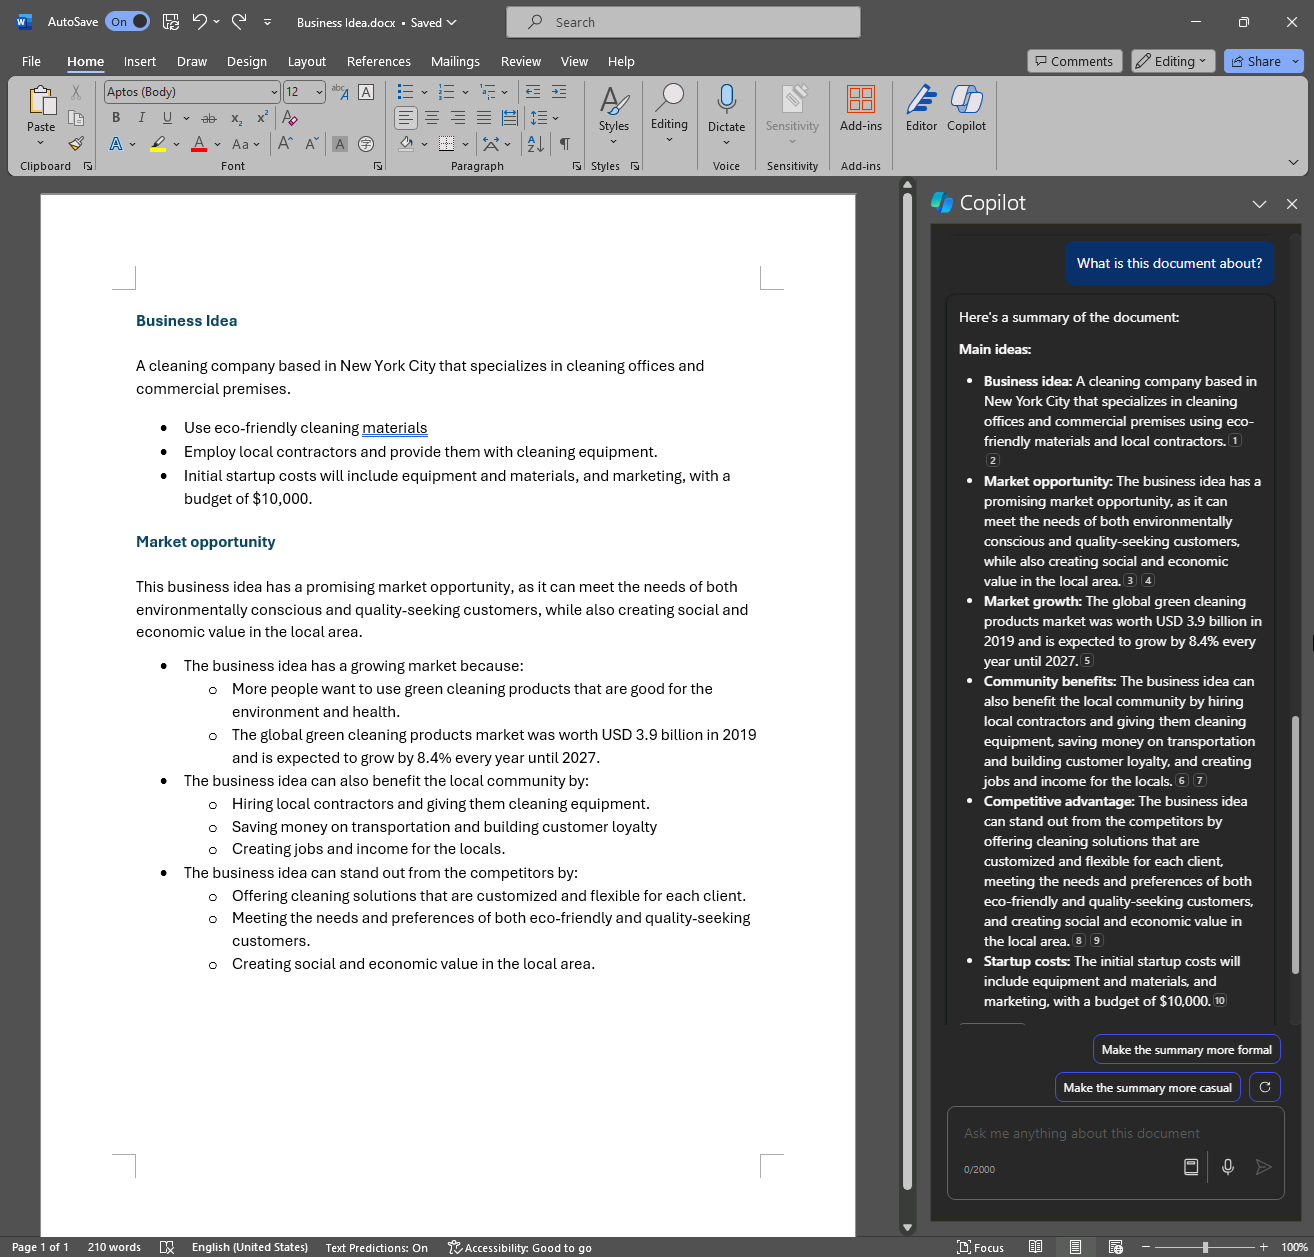 AutoSave On Business Idea.docx • Saved Search
File Home Insert Draw Design Layout References Mailings Review View Help Comments Editing Share
Paste
Clipboard
Aptos (Body) 12
B I U ab x₂ x²
A A Aa A A A
Font
Paragraph
Styles
Styles
Editing
Dictate
Voice
Sensitivity
Sensitivity
Add-ins
Add-ins
Editor
Copilot
Business Idea
A cleaning company based in New York City that specializes in cleaning offices and
commercial premises.
• Use eco-friendly cleaning materials
• Employ local contractors and provide them with cleaning equipment.
• Initial startup costs will include equipment and materials, and marketing, with a
budget of $10,000.
Market opportunity
This business idea has a promising market opportunity, as it can meet the needs of both
environmentally conscious and quality-seeking customers, while also creating social and
economic value in the local area.
• The business idea has a growing market because:
o More people want to use green cleaning products that are good for the
environment and health.
o The global green cleaning products market was worth USD 3.9 billion in 2019
and is expected to grow by 8.4% every year until 2027.
• The business idea can also benefit the local community by:
o Hiring local contractors and giving them cleaning equipment.
o Saving money on transportation and building customer loyalty
o Creating jobs and income for the locals.
• The business idea can stand out from the competitors by:
o Offering cleaning solutions that are customized and flexible for each client.
o Meeting the needs and preferences of both eco-friendly and quality-seeking
customers.
o Creating social and economic value in the local area.
Copilot
What is this document about?
Here's a summary of the document:
Main ideas:
• Business idea: A cleaning company based in
New York City that specializes in cleaning
offices and commercial premises using eco-
friendly materials and local contractors. 1
2
• Market opportunity: The business idea has a
promising market opportunity, as it can
meet the needs of both environmentally
conscious and quality-seeking customers,
while also creating social and economic
value in the local area. 3 4
• Market growth: The global green cleaning
products market was worth USD 3.9 billion in
2019 and is expected to grow by 8.4% every
year until 2027. 5
• Community benefits: The business idea can
also benefit the local community by hiring
local contractors and giving them cleaning
equipment, saving money on transportation
and building customer loyalty, and creating
jobs and income for the locals. 6 7
• Competitive advantage: The business idea
can stand out from the competitors by
offering cleaning solutions that are
customized and flexible for each client,
meeting the needs and preferences of both
eco-friendly and quality-seeking customers,
and creating social and economic value in
the local area. 8 9
• Startup costs: The initial startup costs will
include equipment and materials, and
marketing, with a budget of $10,000. 10
Make the summary more formal
Make the summary more casual
Ask me anything about this document
0/2000
Page 1 of 1 210 words English (United States) Text Predictions: On Accessibility: Good to go Focus 100%